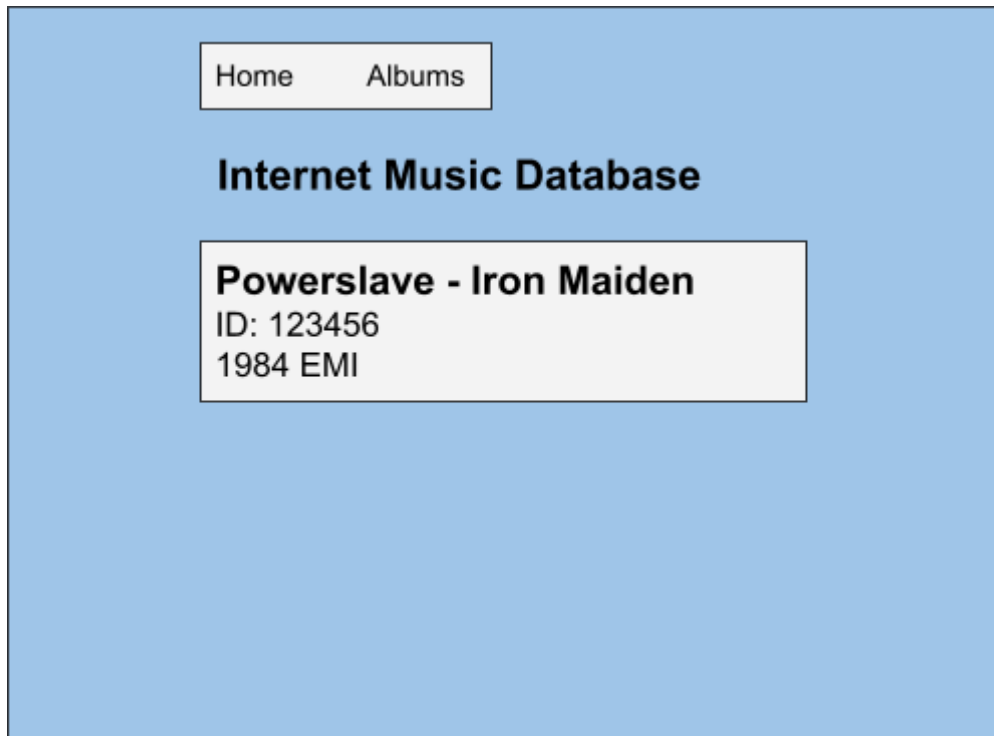 Home Albums
Internet Music Database
Powerslave - Iron Maiden
ID: 123456
1984 EMI